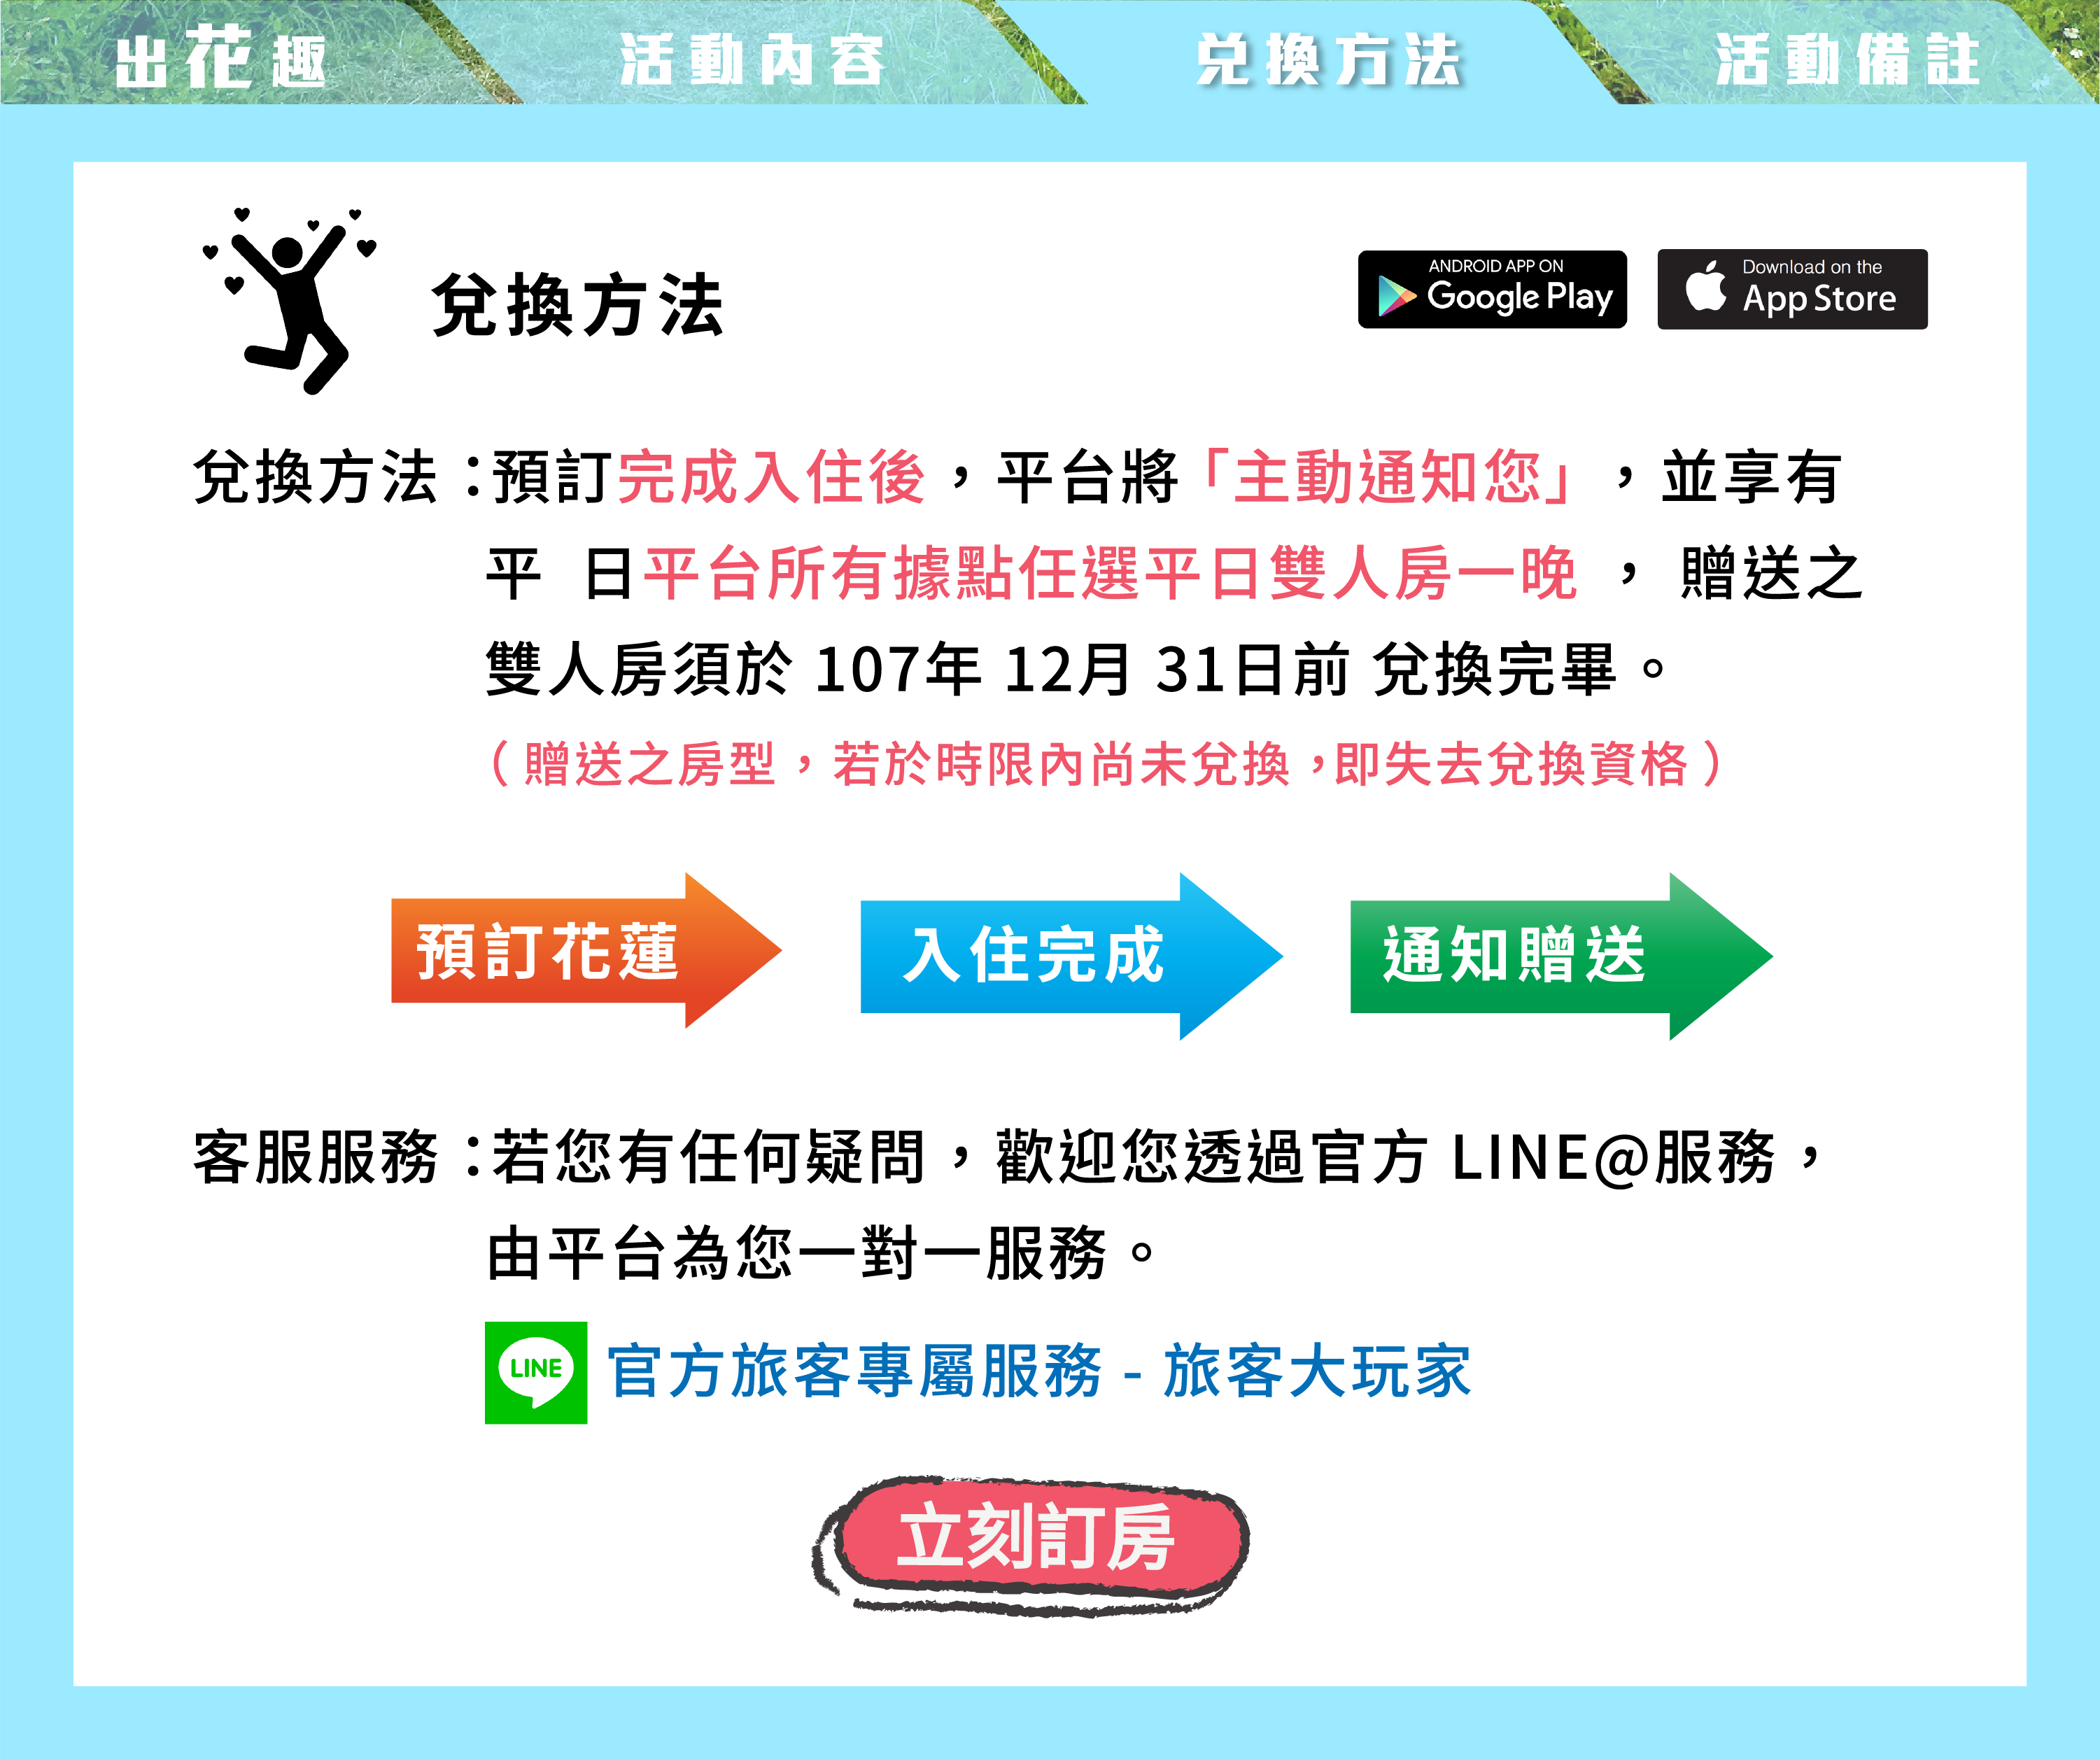 出花趣
活動內容
兌換方法
活動備註
兌換方法
ANDROID APP ON
Google Play
Download on the
App Store
兌換方法：預訂完成入住後，平台將「主動通知您」，並享有
平 日平台所有據點任選平日雙人房一晚， 贈送之
雙人房須於 107年 12月 31日前 兌換完畢。
（贈送之房型，若於時限內尚未兌換，即失去兌換資格）
預訂花蓮
入住完成
通知贈送
客服服務：若您有任何疑問，歡迎您透過官方 LINE@服務，
由平台為您一對一服務。
LINE
官方旅客專屬服務 - 旅客大玩家
立刻訂房